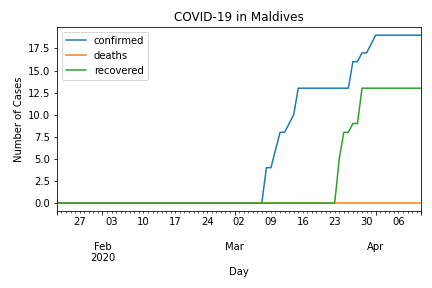 COVID-19 in Maldives
confirmed
deaths
recovered
Number of Cases
17.5
15.0
12.5
10.0
7.5
5.0
2.5
0.0
27 03 10 17 24 02 09 16 23 30 06
Feb Mar Apr
2020
Day